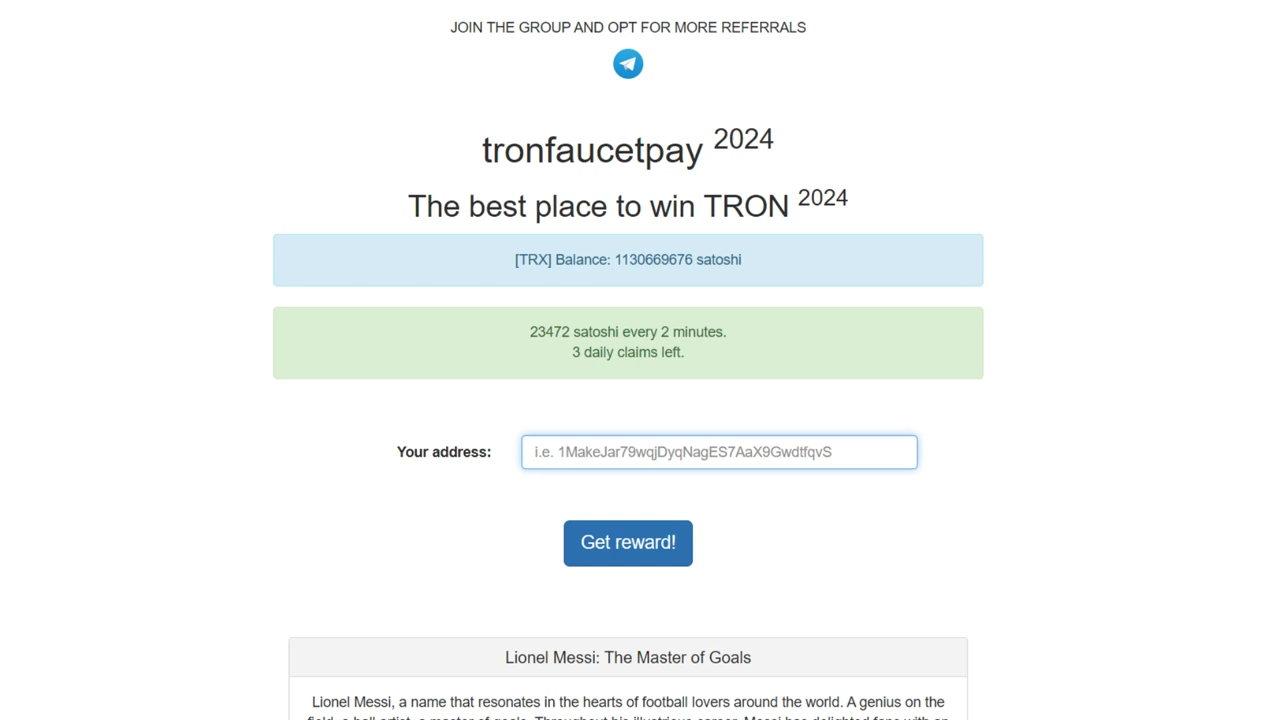 JOIN THE GROUP AND OPT FOR MORE REFERRALS
tronfaucetpay 2024
The best place to win TRON 2024
[TRX] Balance: 1130669676 satoshi
23472 satoshi every 2 minutes.
3 daily claims left.
Your address:
i.e. 1MakeJar79wqjDyqNagES7AaX9GwdtfqvS
Get reward!
Lionel Messi: The Master of Goals
Lionel Messi, a name that resonates in the hearts of football lovers around the world. A genius on the